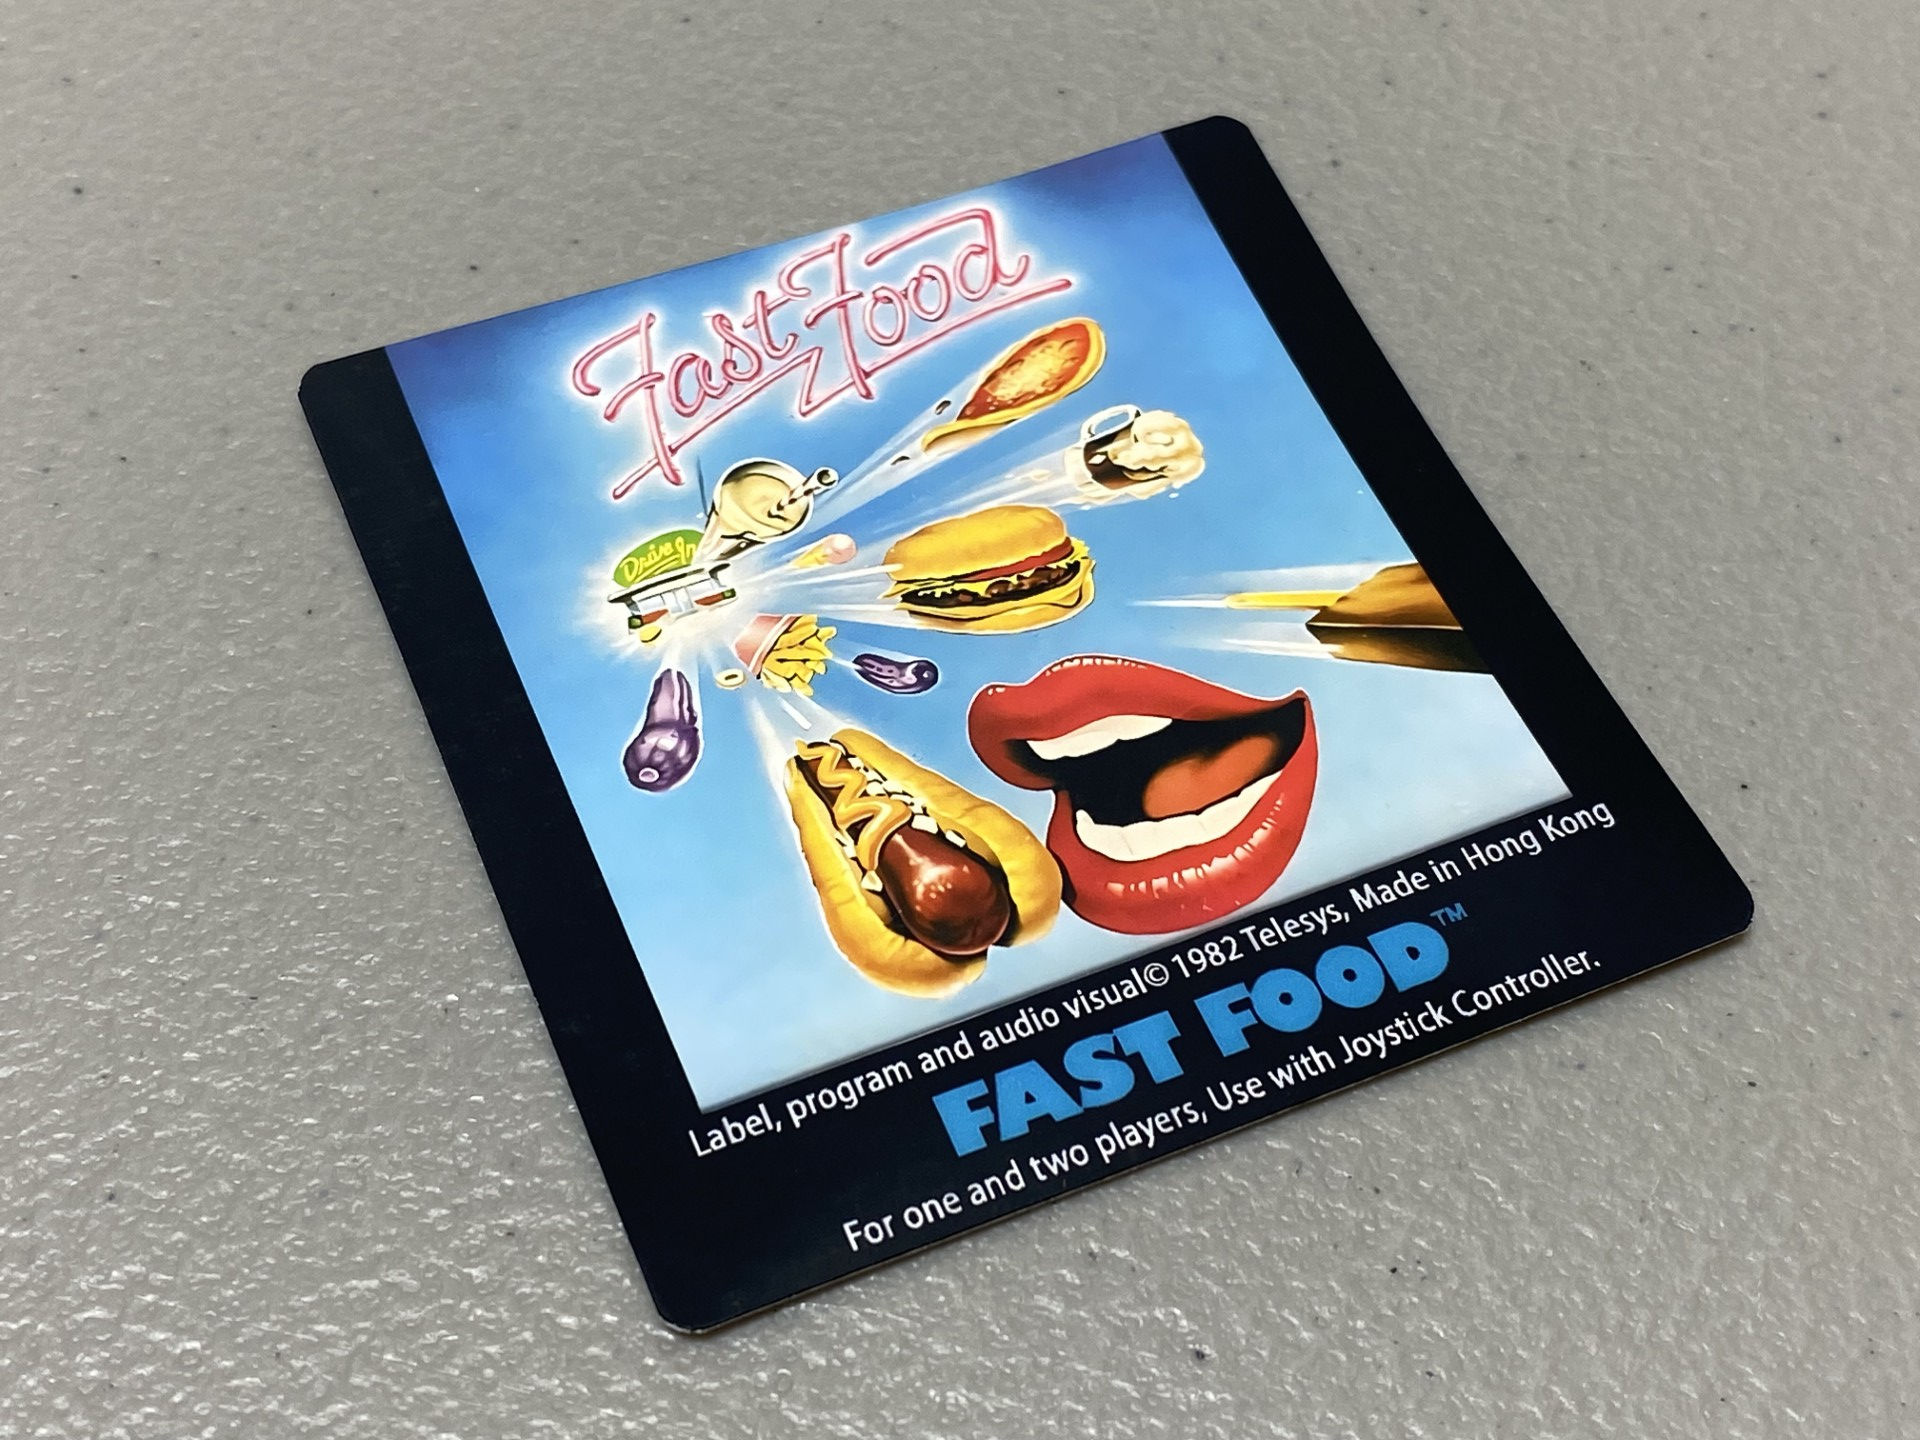 Fast Food
Drive In
Label, program and audio visual© 1982 Telesys, Made in Hong Kong
FAST FOOD™
For one and two players, Use with Joystick Controller.